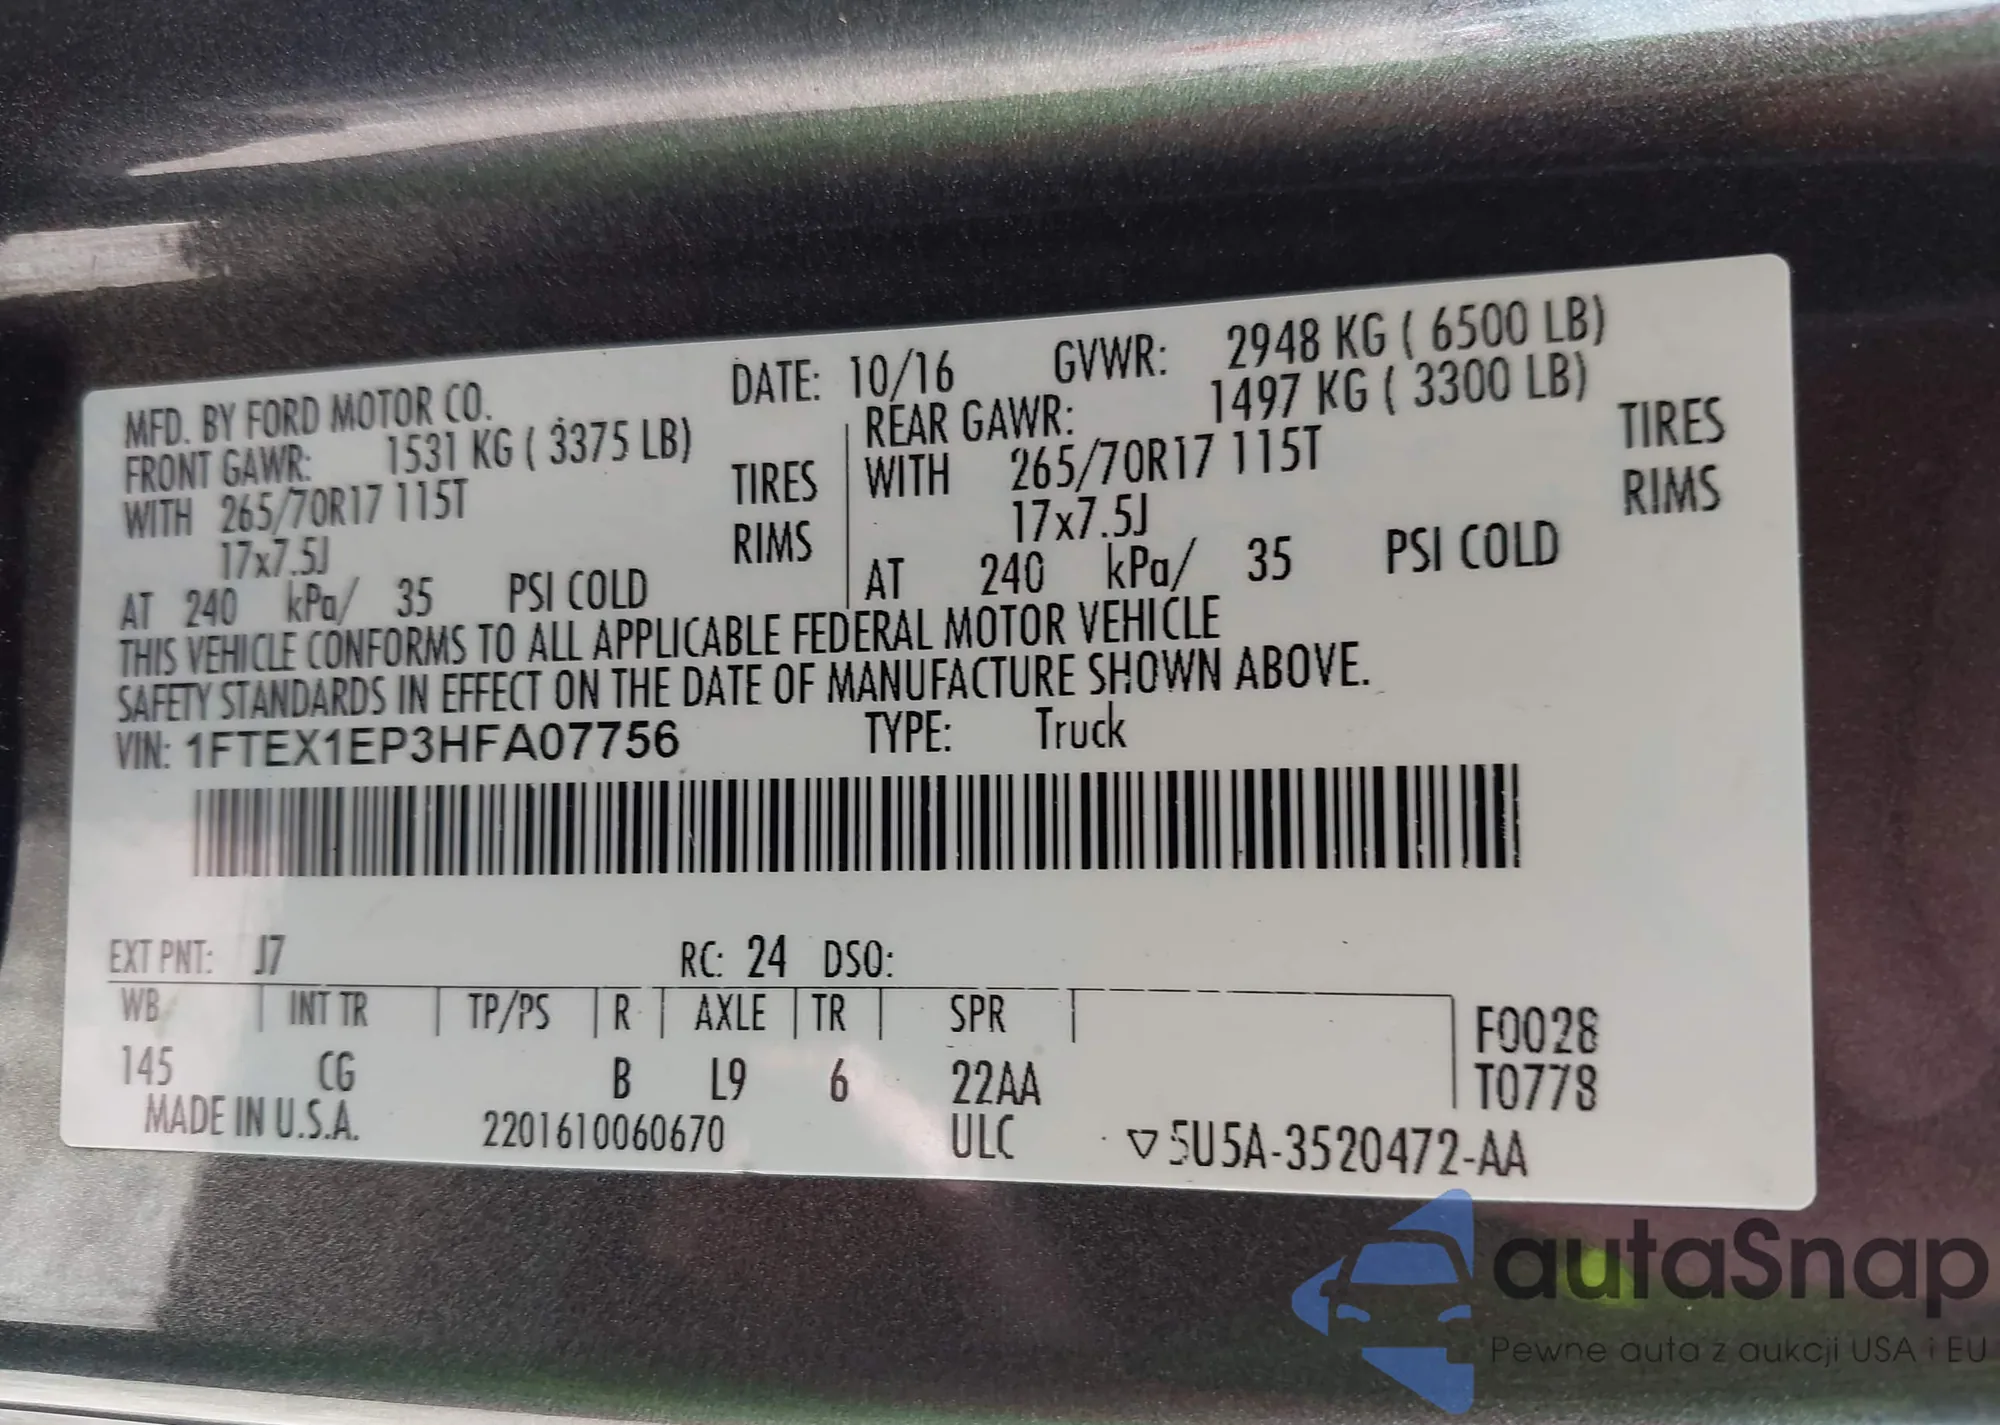 MFD. BY FORD MOTOR CO. DATE: 10/16 GVWR: 2948 KG ( 6500 LB)
FRONT GAWR: 1531 KG ( 3375 LB) REAR GAWR: 1497 KG ( 3300 LB)
WITH 265/70R17 115T TIRES WITH 265/70R17 115T TIRES
17x7.5J RIMS 17x7.5J RIMS
AT 240 kPa/ 35 PSI COLD AT 240 kPa/ 35 PSI COLD
THIS VEHICLE CONFORMS TO ALL APPLICABLE FEDERAL MOTOR VEHICLE
SAFETY STANDARDS IN EFFECT ON THE DATE OF MANUFACTURE SHOWN ABOVE.
VIN: 1FTEX1EP3HFA07756 TYPE: Truck
EXT PNT: J7 RC: 24 DSO:
WB INT TR TP/PS R AXLE TR SPR F0028
145 CG B L9 6 22AA T0778
MADE IN U.S.A. 2201610060670 ULC ▽5U5A-3520472-AA
autaSnap
Pewne auta z aukcji USA i EU